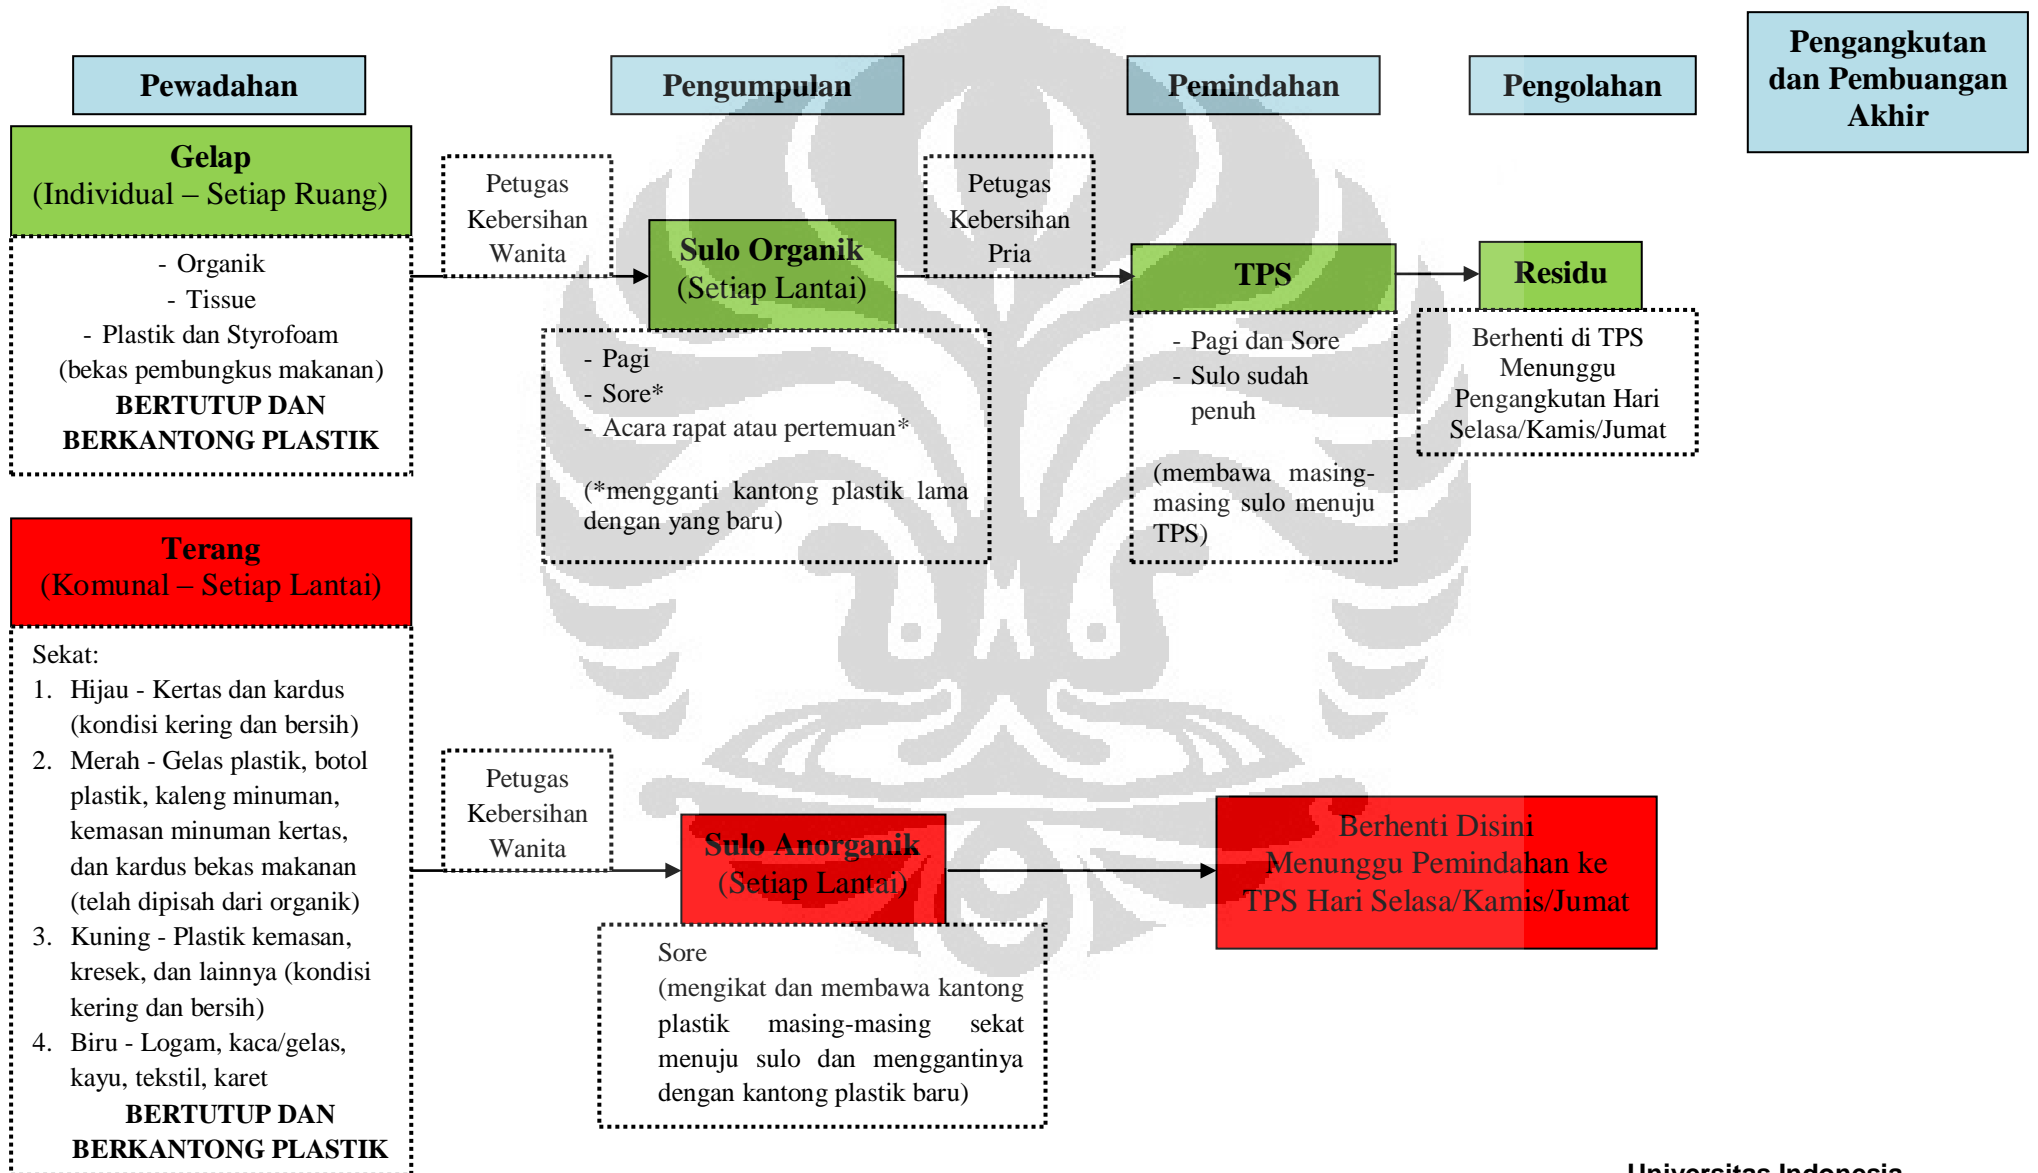 Pewadahan
Pengumpulan
Pemindahan
Pengolahan
Pengangkutan
dan Pembuangan
Akhir
Gelap
(Individual – Setiap Ruang)
- Organik
- Tissue
- Plastik dan Styrofoam
(bekas pembungkus makanan)
BERTUTUP DAN
BERKANTONG PLASTIK
Petugas
Kebersihan
Wanita
Sulo Organik
(Setiap Lantai)
- Pagi
- Sore*
- Acara rapat atau pertemuan*
(*mengganti kantong plastik lama
dengan yang baru)
Petugas
Kebersihan
Pria
TPS
- Pagi dan Sore
- Sulo sudah
penuh
(membawa masing-
masing sulo menuju
TPS)
Residu
Berhenti di TPS
Menunggu
Pengangkutan Hari
Selasa/Kamis/Jumat
Terang
(Komunal – Setiap Lantai)
Sekat:
1. Hijau - Kertas dan kardus
(kondisi kering dan bersih)
2. Merah - Gelas plastik, botol
plastik, kaleng minuman,
kemasan minuman kertas,
dan kardus bekas makanan
(telah dipisah dari organik)
3. Kuning - Plastik kemasan,
kresek, dan lainnya (kondisi
kering dan bersih)
4. Biru - Logam, kaca/gelas,
kayu, tekstil, karet
BERTUTUP DAN
BERKANTONG PLASTIK
Petugas
Kebersihan
Wanita
Sulo Anorganik
(Setiap Lantai)
Sore
(mengikat dan membawa kantong
plastik masing-masing sekat
menuju sulo dan menggantinya
dengan kantong plastik baru)
Berhenti Disini
Menunggu Pemindahan ke
TPS Hari Selasa/Kamis/Jumat
Universitas Indonesia